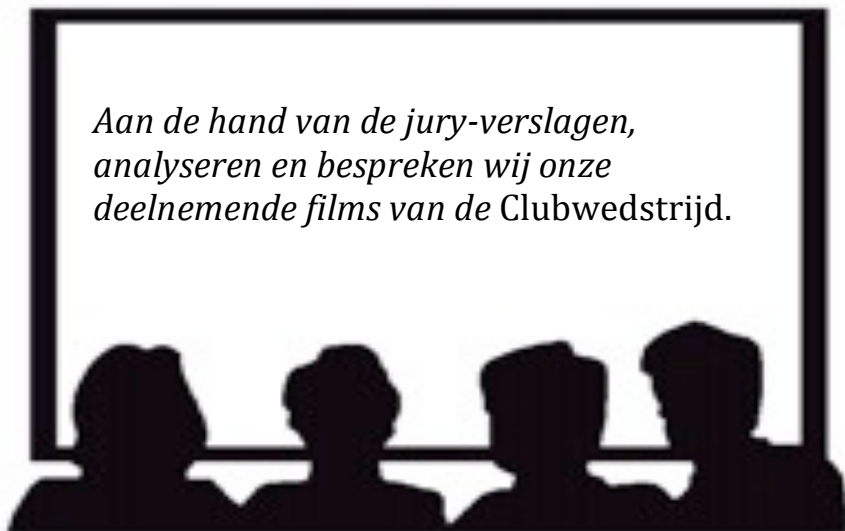 Aan de hand van de jury-verslagen,
analyseren en bespreken wij onze
deelnemende films van de Clubwedstrijd.